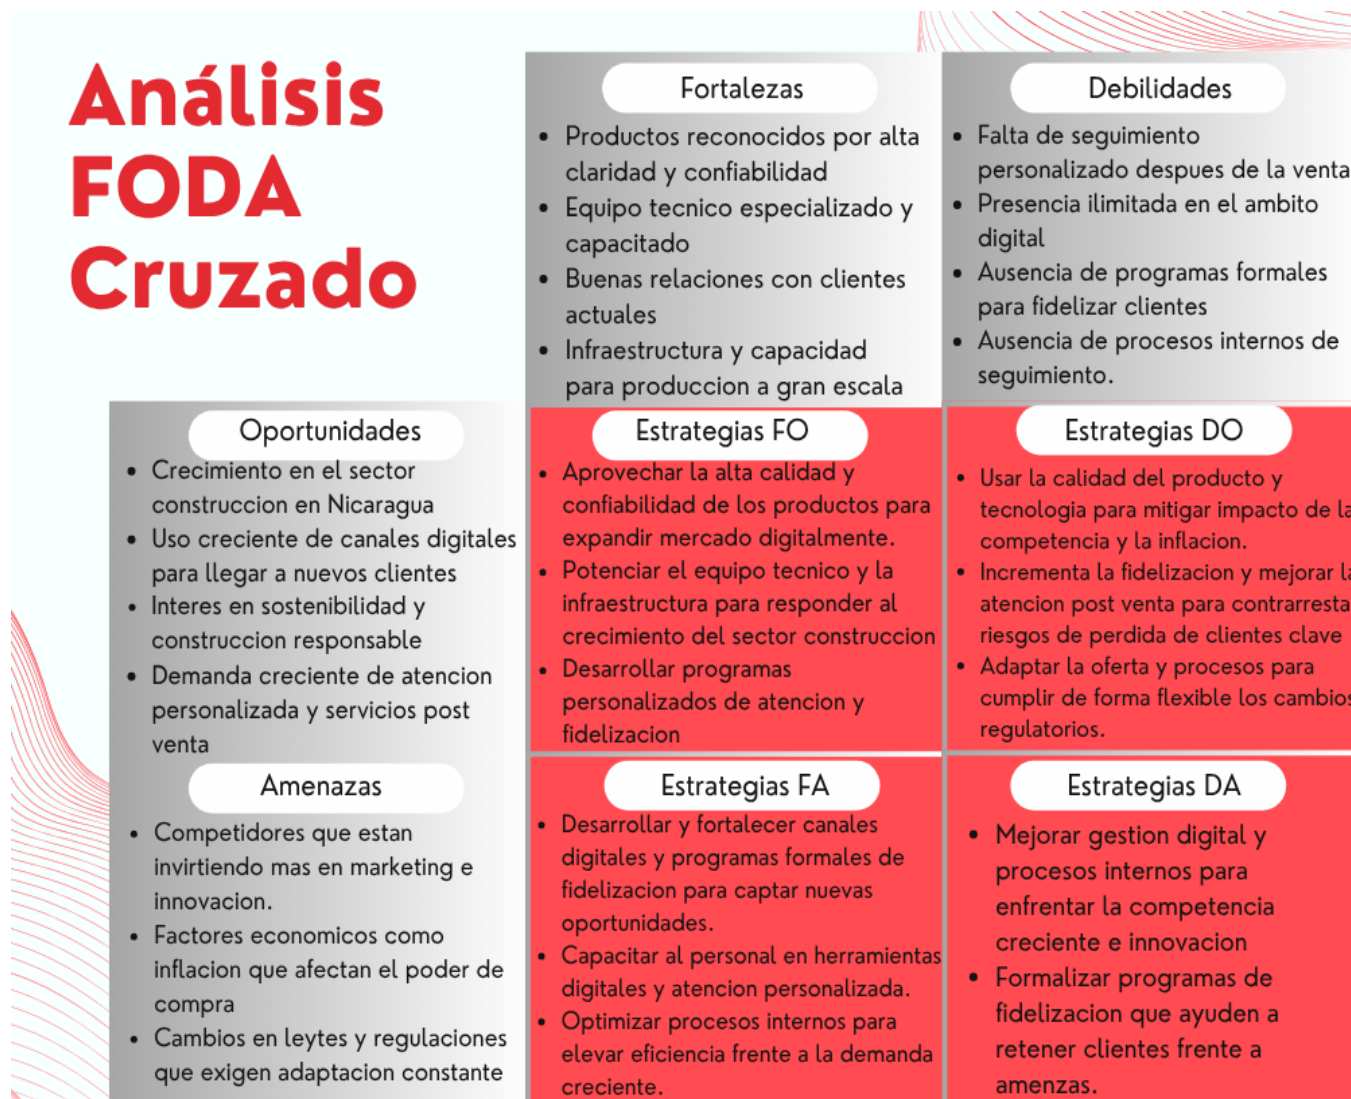 Análisis
FODA
Cruzado
Fortalezas
• Productos reconocidos por alta
claridad y confiabilidad
• Equipo tecnico especializado y
capacitado
• Buenas relaciones con clientes
actuales
• Infraestructura y capacidad
para produccion a gran escala
Debilidades
• Falta de seguimiento
personalizado despues de la venta
• Presencia ilimitada en el ambito
digital
• Ausencia de programas formales
para fidelizar clientes
• Ausencia de procesos internos de
seguimiento.
Oportunidades
• Crecimiento en el sector
construccion en Nicaragua
• Uso creciente de canales digitales
para llegar a nuevos clientes
• Interes en sostenibilidad y
construccion responsable
• Demanda creciente de atencion
personalizada y servicios post
venta
Estrategias FO
• Aprovechar la alta calidad y
confiabilidad de los productos para
expandir mercado digitalmente.
• Potenciar el equipo tecnico y la
infraestructura para responder al
crecimiento del sector construccion
• Desarrollar programas
personalizados de atencion y
fidelizacion
Estrategias DO
• Usar la calidad del producto y
tecnologia para mitigar impacto de la
competencia y la inflacion.
• Incrementa la fidelizacion y mejorar la
atencion post venta para contrarresta
riesgos de perdida de clientes clave
• Adaptar la oferta y procesos para
cumplir de forma flexible los cambios
regulatorios.
Amenazas
• Competidores que estan
invirtiendo mas en marketing e
innovacion.
• Factores economicos como
inflacion que afectan el poder de
compra
• Cambios en leytes y regulaciones
que exigen adaptacion constante
Estrategias FA
• Desarrollar y fortalecer canales
digitales y programas formales de
fidelizacion para captar nuevas
oportunidades.
• Capacitar al personal en herramientas
digitales y atencion personalizada.
• Optimizar procesos internos para
elevar eficiencia frente a la demanda
creciente.
Estrategias DA
• Mejorar gestion digital y
procesos internos para
enfrentar la competencia
creciente e innovacion
• Formalizar programas de
fidelizacion que ayuden a
retener clientes frente a
amenzas.